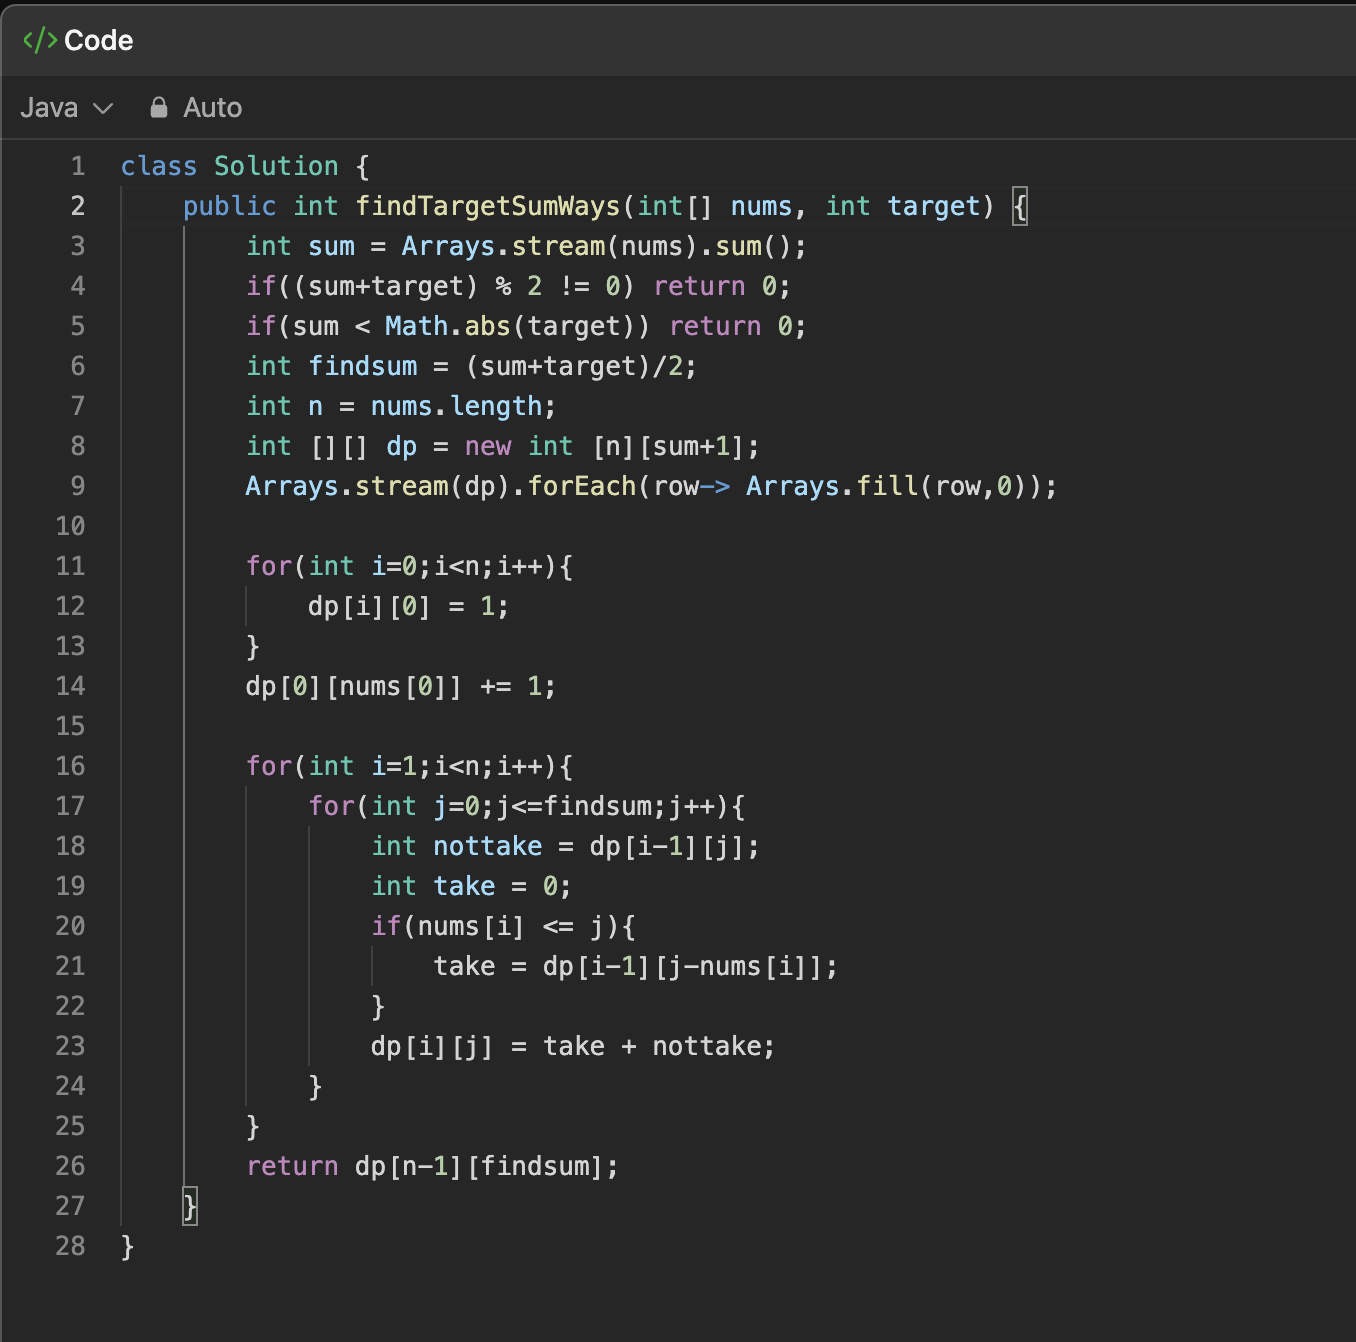 </> Code
Java Auto
1 class Solution {
2     public int findTargetSumWays(int[] nums, int target) {
3         int sum = Arrays.stream(nums).sum();
4         if((sum+target) % 2 != 0) return 0;
5         if(sum < Math.abs(target)) return 0;
6         int findsum = (sum+target)/2;
7         int n = nums.length;
8         int [][] dp = new int [n][sum+1];
9         Arrays.stream(dp).forEach(row-> Arrays.fill(row,0));
10
11         for(int i=0;i<n;i++){
12             dp[i][0] = 1;
13         }
14         dp[0][nums[0]] += 1;
15
16         for(int i=1;i<n;i++){
17             for(int j=0;j<=findsum;j++){
18                 int nottake = dp[i-1][j];
19                 int take = 0;
20                 if(nums[i] <= j){
21                     take = dp[i-1][j-nums[i]];
22                 }
23                 dp[i][j] = take + nottake;
24             }
25         }
26         return dp[n-1][findsum];
27     }
28 }